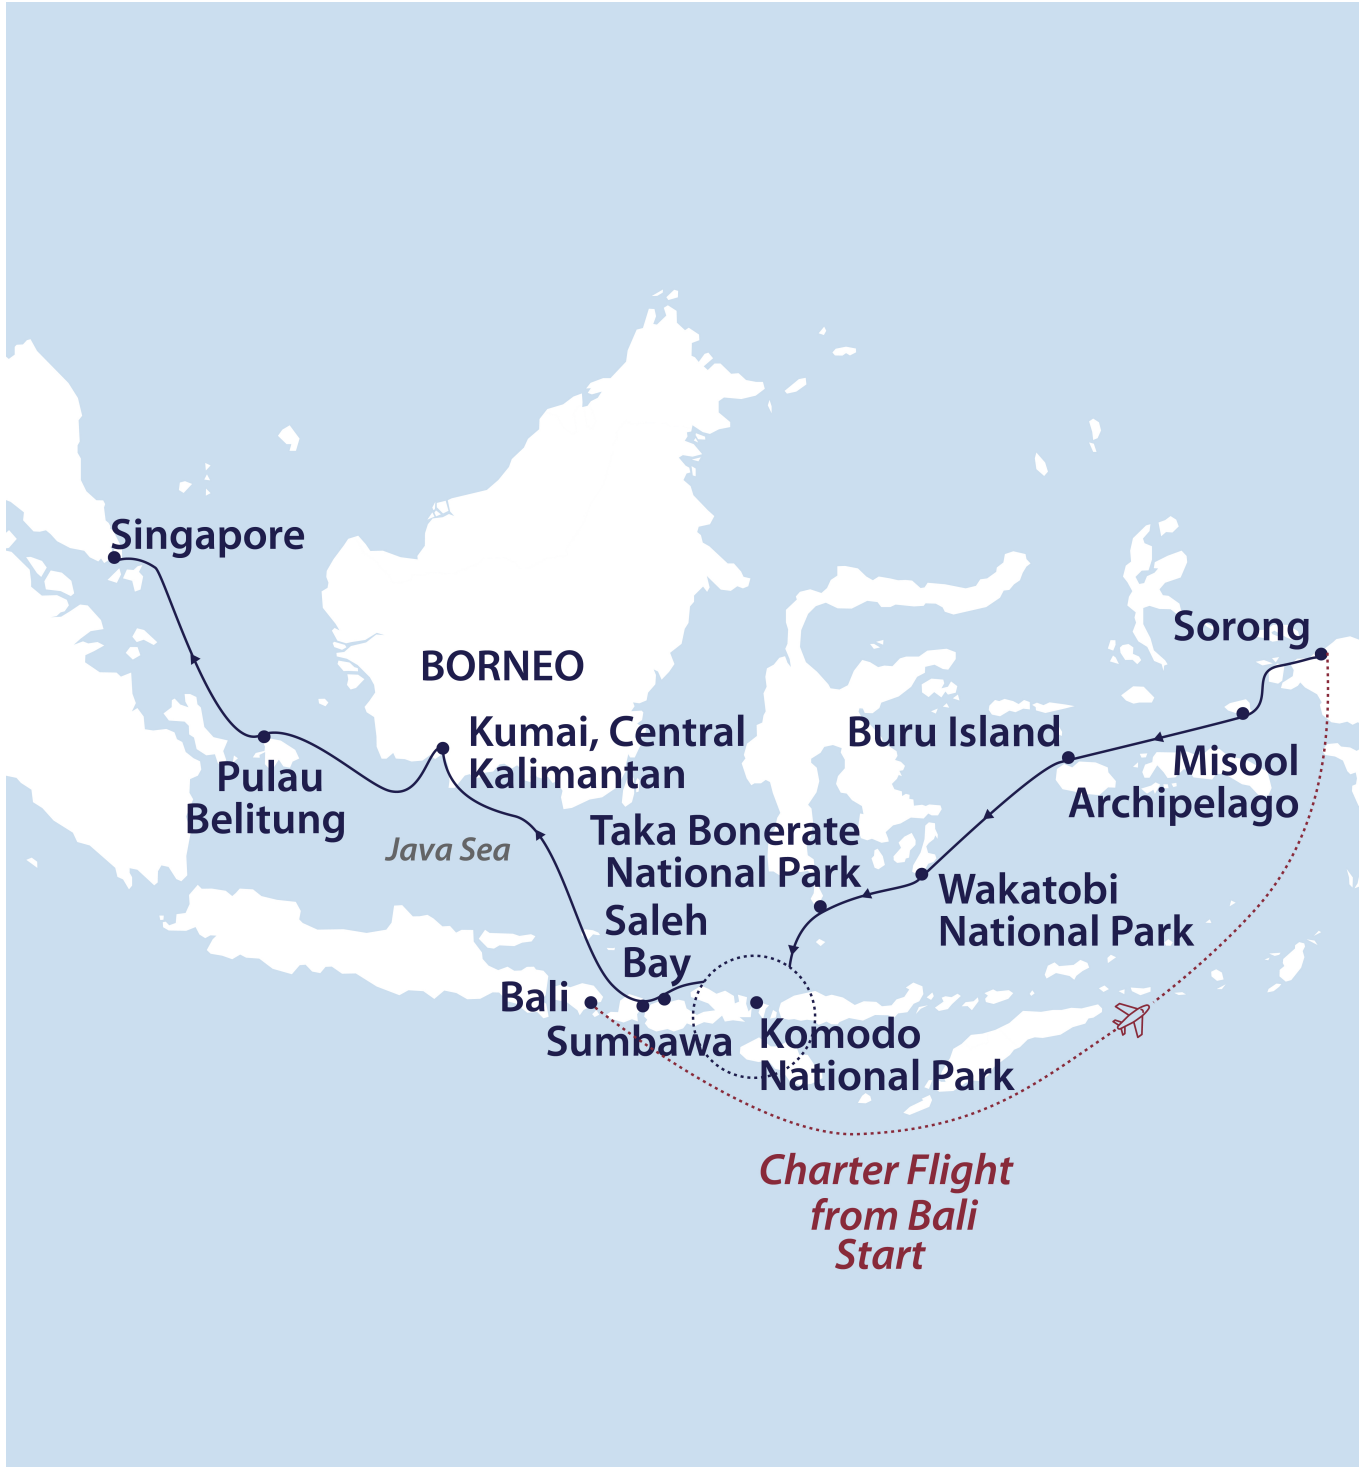 Singapore
Sorong
BORNEO
Kumai, Central
Kalimantan
Buru Island
Misool
Archipelago
Pulau
Belitung
Java Sea
Taka Bonerate
National Park
Wakatobi
National Park
Saleh
Bay
Bali
Sumbawa
Komodo
National Park
Charter Flight
from Bali
Start